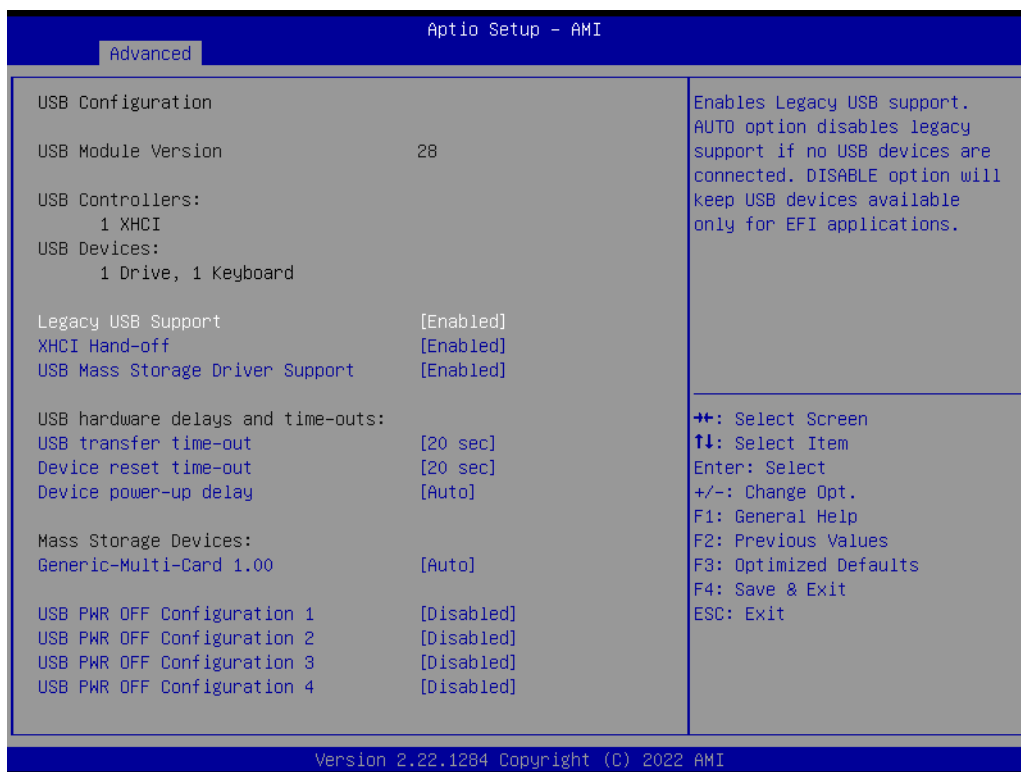 Aptio Setup – AMI
Advanced
USB Configuration
USB Module Version 28
USB Controllers:
1 XHCI
USB Devices:
1 Drive, 1 Keyboard
Legacy USB Support [Enabled]
XHCI Hand-off [Enabled]
USB Mass Storage Driver Support [Enabled]
USB hardware delays and time-outs:
USB transfer time-out [20 sec]
Device reset time-out [20 sec]
Device power-up delay [Auto]
Mass Storage Devices:
Generic-Multi-Card 1.00 [Auto]
USB PWR OFF Configuration 1 [Disabled]
USB PWR OFF Configuration 2 [Disabled]
USB PWR OFF Configuration 3 [Disabled]
USB PWR OFF Configuration 4 [Disabled]
Enables Legacy USB support.
AUTO option disables legacy
support if no USB devices are
connected. DISABLE option will
keep USB devices available
only for EFI applications.
→←: Select Screen
↑↓: Select Item
Enter: Select
+/-: Change Opt.
F1: General Help
F2: Previous Values
F3: Optimized Defaults
F4: Save & Exit
ESC: Exit
Version 2.22.1284 Copyright (C) 2022 AMI